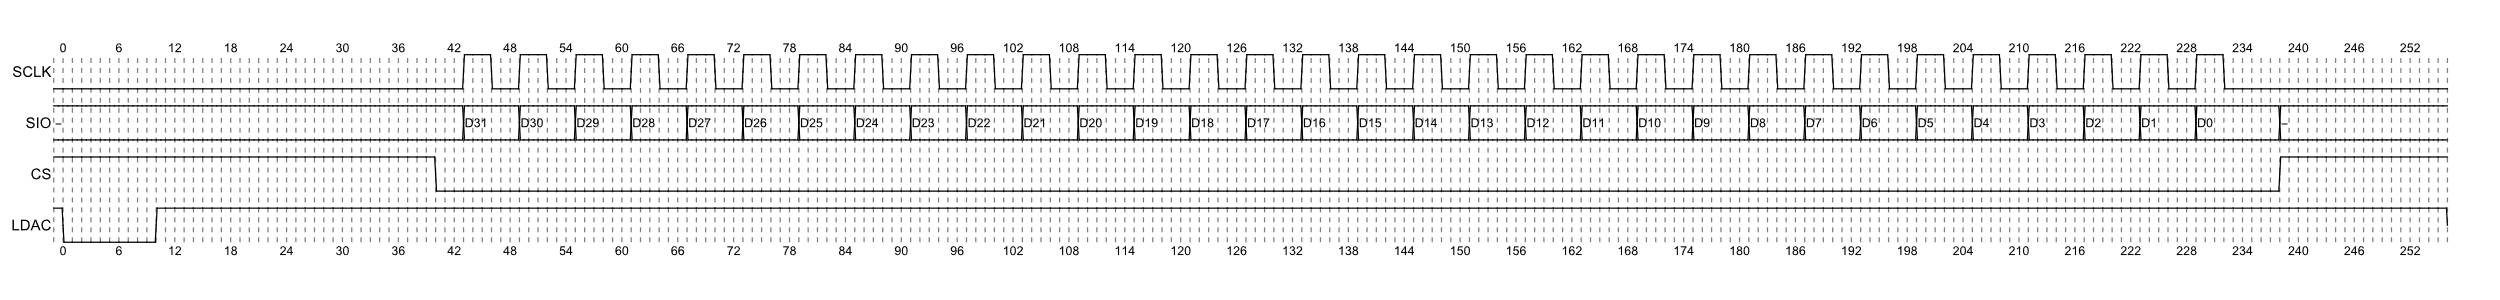 0 6 12 18 24 30 36 42 48 54 60 66 72 78 84 90 96 102 108 114 120 126 132 138 144 150 156 162 168 174 180 186 192 198 204 210 216 222 228 234 240 246 252
SCLK
SIO – D31 D30 D29 D28 D27 D26 D25 D24 D23 D22 D21 D20 D19 D18 D17 D16 D15 D14 D13 D12 D11 D10 D9 D8 D7 D6 D5 D4 D3 D2 D1 D0 –
CS
LDAC
0 6 12 18 24 30 36 42 48 54 60 66 72 78 84 90 96 102 108 114 120 126 132 138 144 150 156 162 168 174 180 186 192 198 204 210 216 222 228 234 240 246 252